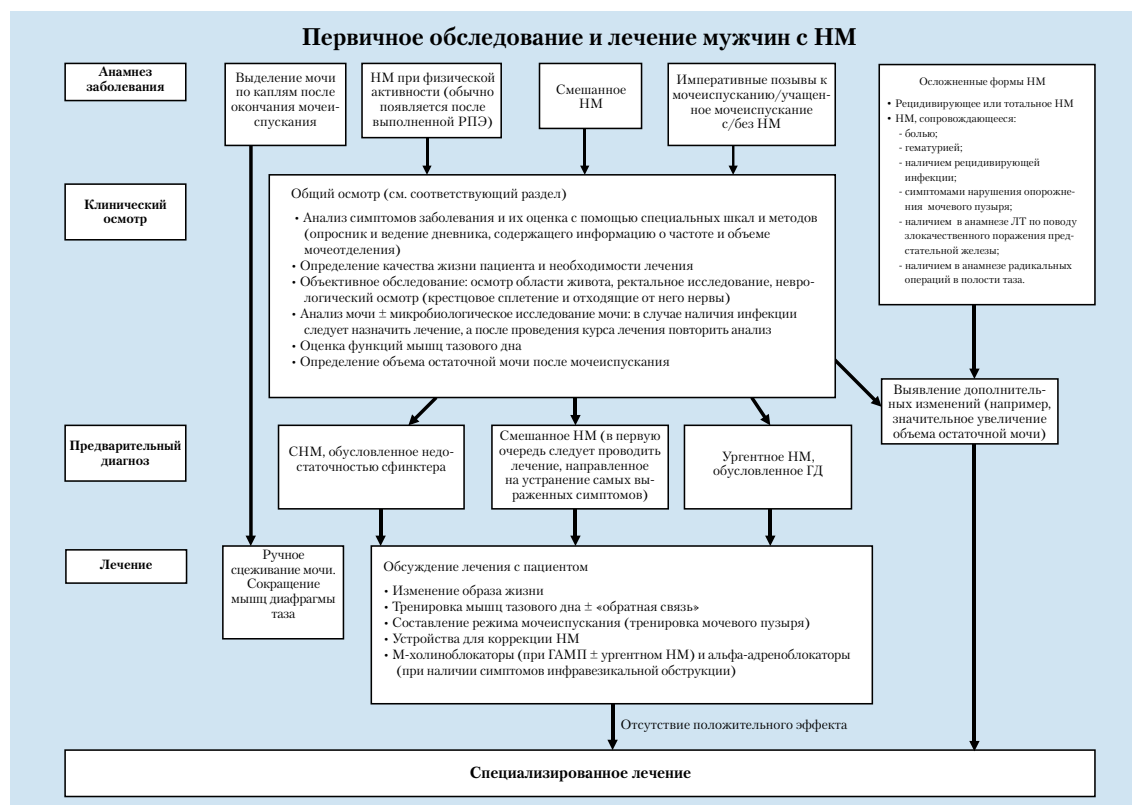 Первичное обследование и лечение мужчин с НМ
Анамнез
заболевания
Выделение мочи
по каплям после
окончания мочеи-
спускания
НМ при физической
активности (обычно
появляется после
выполненной РПЭ)
Смешанное
НМ
Императивные позывы к
мочеиспусканию/учащен-
ное мочеиспускание
с/без НМ
Осложненные формы НМ
• Рецидивирующее или тотальное НМ
• НМ, сопровождающееся:
- болью;
- гематурией;
- наличием рецидивирующей
инфекции;
- симптомами нарушения опорожне-
ния мочевого пузыря;
- наличием в анамнезе ЛТ по поводу
злокачественного поражения пред-
стательной железы;
- наличием в анамнезе радикальных
операций в полости таза.
Клинический
осмотр
Общий осмотр (см. соответствующий раздел)
• Анализ симптомов заболевания и их оценка с помощью специальных шкал и методов
(опросник и ведение дневника, содержащего информацию о частоте и объеме
мочеотделения)
• Определение качества жизни пациента и необходимости лечения
• Объективное обследование: осмотр области живота, ректальное исследование, невро-
логический осмотр (крестцовое сплетение и отходящие от него нервы)
• Анализ мочи ± микробиологическое исследование мочи: в случае наличия инфекции
следует назначить лечение, а после проведения курса лечения повторить анализ
• Оценка функций мышц тазового дна
• Определение объема остаточной мочи после мочеиспускания
Выявление дополнитель-
ных изменений (например,
значительное увеличение
объема остаточной мочи)
Предварительный
диагноз
СНМ, обусловленное недо-
статочностью сфинктера
Смешанное НМ (в первую
очередь следует проводить
лечение, направленное
на устранение самых вы-
раженных симптомов)
Ургентное НМ,
обусловленное ГД
Лечение
Ручное
сцеживание мочи.
Сокращение
мышц диафрагмы
таза
Обсуждение лечения с пациентом
• Изменение образа жизни
• Тренировка мышц тазового дна ± «обратная связь»
• Составление режима мочеиспускания (тренировка мочевого пузыря)
• Устройства для коррекции НМ
• М-холиноблокаторы (при ГАМП ± ургентном НМ) и альфа-адреноблокаторы
(при наличии симптомов инфравезикальной обструкции)
Отсутствие положительного эффекта
Специализированное лечение